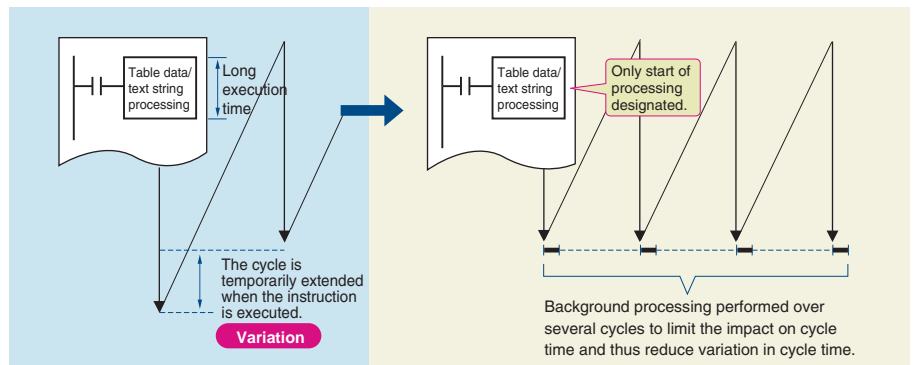 Table data/
text string
processing
Long
execution
time
The cycle is
temporarily extended
when the instruction
is executed.
Variation
Table data/
text string
processing
Only start of
processing
designated.
Background processing performed over
several cycles to limit the impact on cycle
time and thus reduce variation in cycle time.